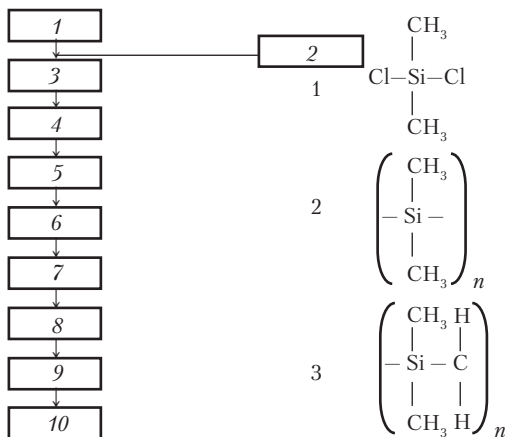 1
2
3
4
5
6
7
8
9
10
1
CH3
Cl–Si–Cl
CH3
2
CH3
– Si –
CH3
n
3
CH3 H
– Si – C
CH3 H
n